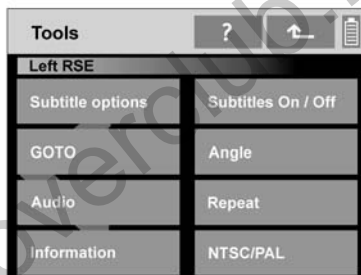 Tools ?
Left RSE
Subtitle options Subtitles On / Off
GOTO Angle
Audio Repeat
Information NTSC/PAL